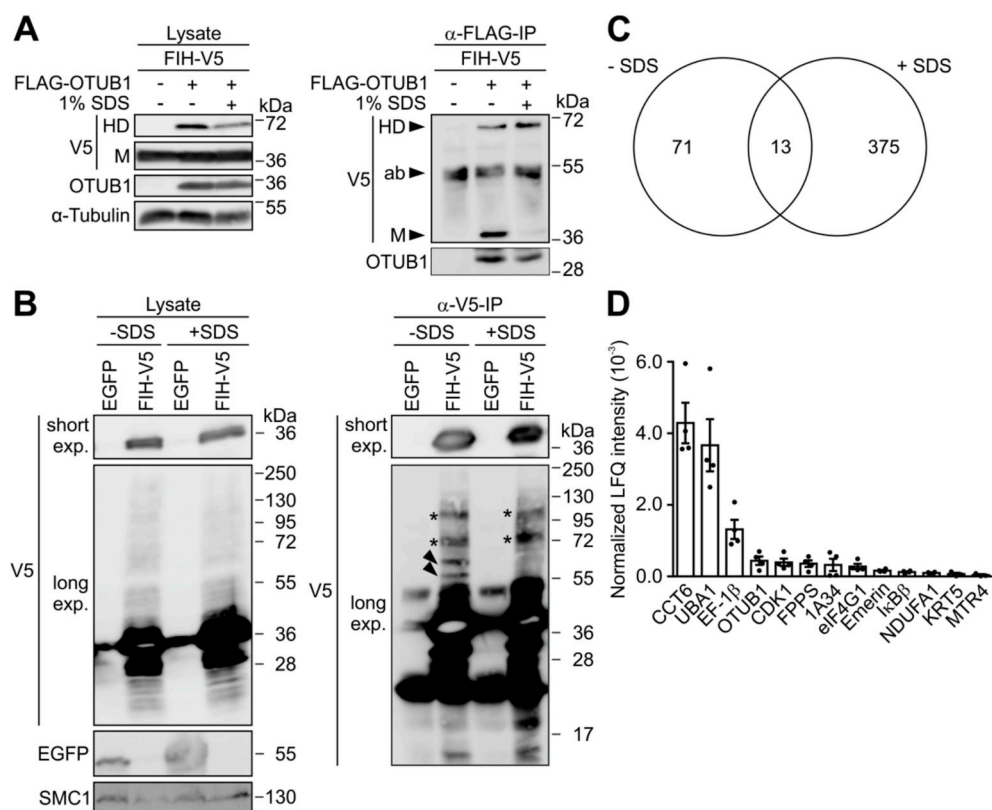 A
Lysate
FIH-V5
FLAG-OTUB1 - + +
1% SDS - - + kDa
V5
HD
72
M
36
OTUB1
36
α-Tubulin
55
α-FLAG-IP
FIH-V5
FLAG-OTUB1 - + +
1% SDS - - + kDa
72
HD
ab
55
V5
M
36
OTUB1
28
C
- SDS
+ SDS
71
13
375
B
Lysate
-SDS +SDS
EGFP
FIH-V5
EGFP
FIH-V5
kDa
short exp.
36
V5
long exp.
250
130
95
72
55
36
28
17
EGFP
55
SMC1
130
α-V5-IP
-SDS +SDS
EGFP
FIH-V5
EGFP
FIH-V5
kDa
short exp.
36
250
130
95
72
55
36
28
17
V5
long exp.
* *
* *
D
Normalized LFQ intensity (10⁻³)
6.0
4.0
2.0
0.0
CCT6
UBA1
EF-1β
OTUB1
CDK1
FPPS
1A34
eIF4G1
Emerin
IκBβ
NDUFA1
KRT5
MTR4